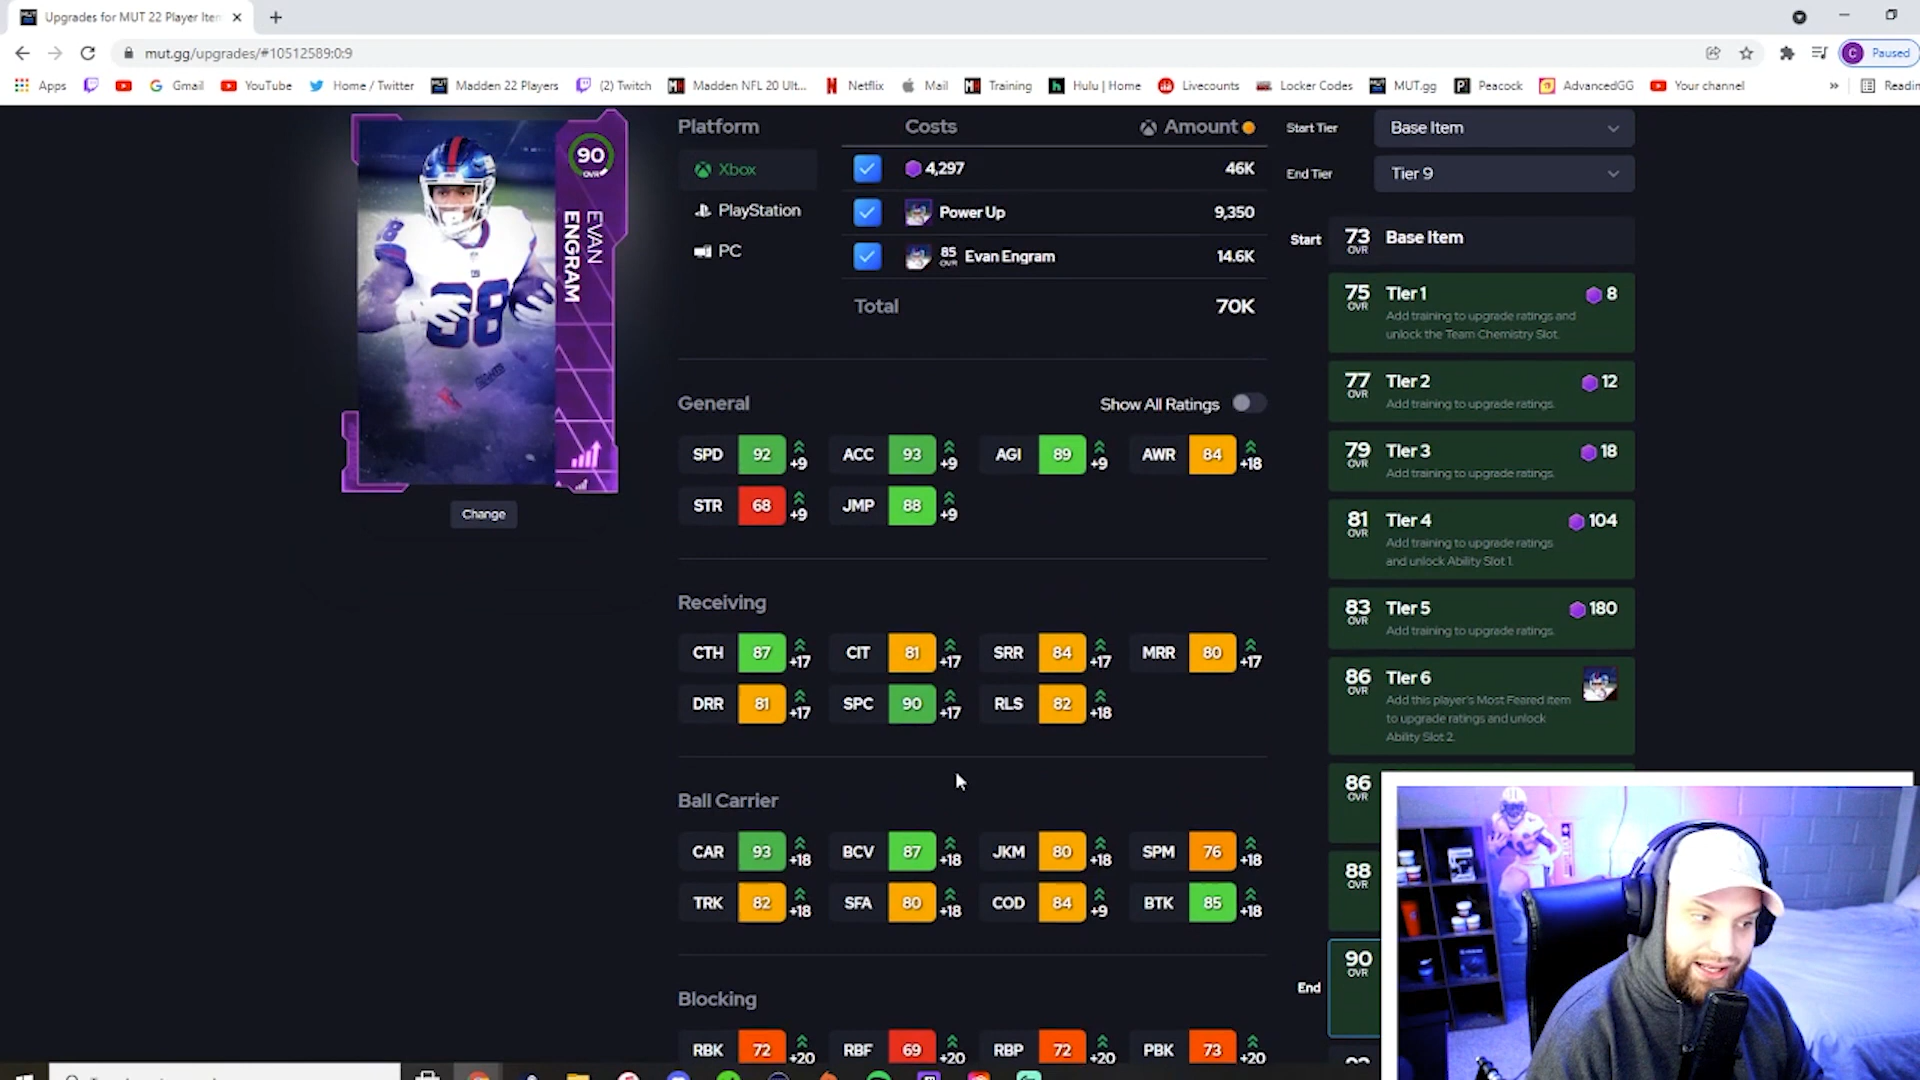 Upgrades for MUT 22 Player Iten
mut.gg/upgrades/#10512589:0:9
C Paused
Apps
Gmail
YouTube
Home / Twitter
Madden 22 Players
(2) Twitch
Madden NFL 20 Ult...
Netflix
Mail
Training
Hulu | Home
Livecounts
Locker Codes
MUT.gg
Peacock
AdvancedGG
Your channel
»
Readin
90
OVR
EVAN
ENGRAM
88
Change
Platform
Xbox
PlayStation
PC
Costs
Amount
4,297
46K
Power Up
9,350
85 OVR Evan Engram
14.6K
Total
70K
General
Show All Ratings
SPD 92 +9
ACC 93 +9
AGI 89 +9
AWR 84 +18
STR 68 +9
JMP 88 +9
Receiving
CTH 87 +17
CIT 81 +17
SRR 84 +17
MRR 80 +17
DRR 81 +17
SPC 90 +17
RLS 82 +18
Ball Carrier
CAR 93 +18
BCV 87 +18
JKM 80 +18
SPM 76 +18
TRK 82 +18
SFA 80 +18
COD 84 +9
BTK 85 +18
Blocking
RBK 72 +20
RBF 69 +20
RBP 72 +20
PBK 73 +20
Start Tier
Base Item
End Tier
Tier 9
Start
73 OVR Base Item
75 OVR Tier 1 8
Add training to upgrade ratings and
unlock the Team Chemistry Slot.
77 OVR Tier 2 12
Add training to upgrade ratings.
79 OVR Tier 3 18
Add training to upgrade ratings.
81 OVR Tier 4 104
Add training to upgrade ratings
and unlock Ability Slot 1.
83 OVR Tier 5 180
Add training to upgrade ratings.
86 OVR Tier 6
Add this player's Most Feared item
to upgrade ratings and unlock
Ability Slot 2.
86 OVR
88 OVR
End
90 OVR